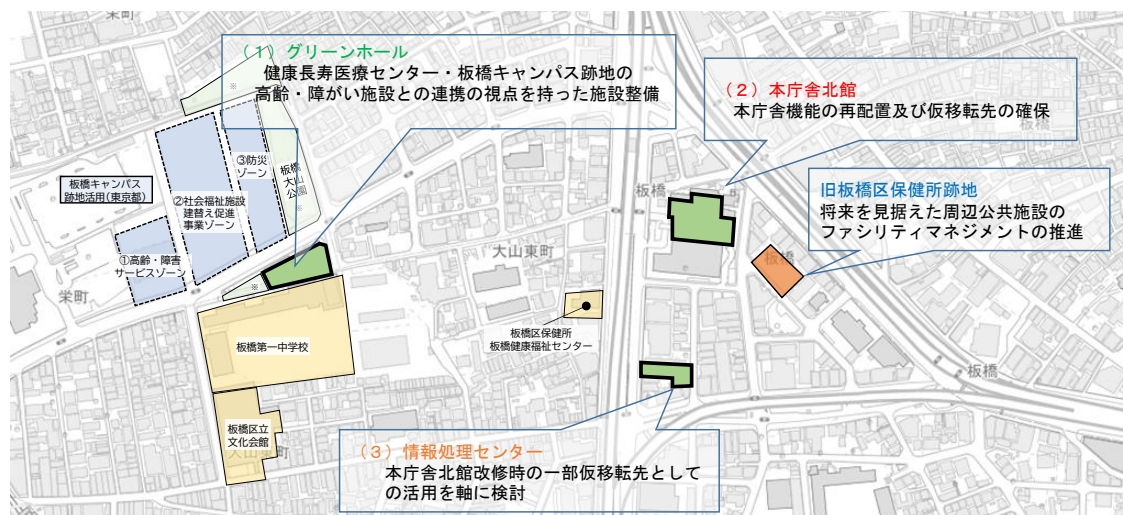 栄町
(1)グリーンホール
健康長寿医療センター・板橋キャンパス跡地の
高齢・障がい施設との連携の視点を持った施設整備
(2)本庁舎北館
本庁舎機能の再配置及び仮移転先の確保
旧板橋区保健所跡地
将来を見据えた周辺公共施設の
ファシリティマネジメントの推進
※
板橋
③防災
ゾーン
板橋
大山
公園
※
板橋キャンパス
跡地活用(東京都)
②社会福祉施設
建替え促進
事業ゾーン
①高齢・障害
サービスゾーン
栄町
※
大山東町
板橋
板橋
板橋区保健所
板橋健康福祉センター
板橋第一中学校
板橋
板橋区立
文化会館
大山東町
(3)情報処理センター
本庁舎北館改修時の一部仮移転先として
の活用を軸に検討